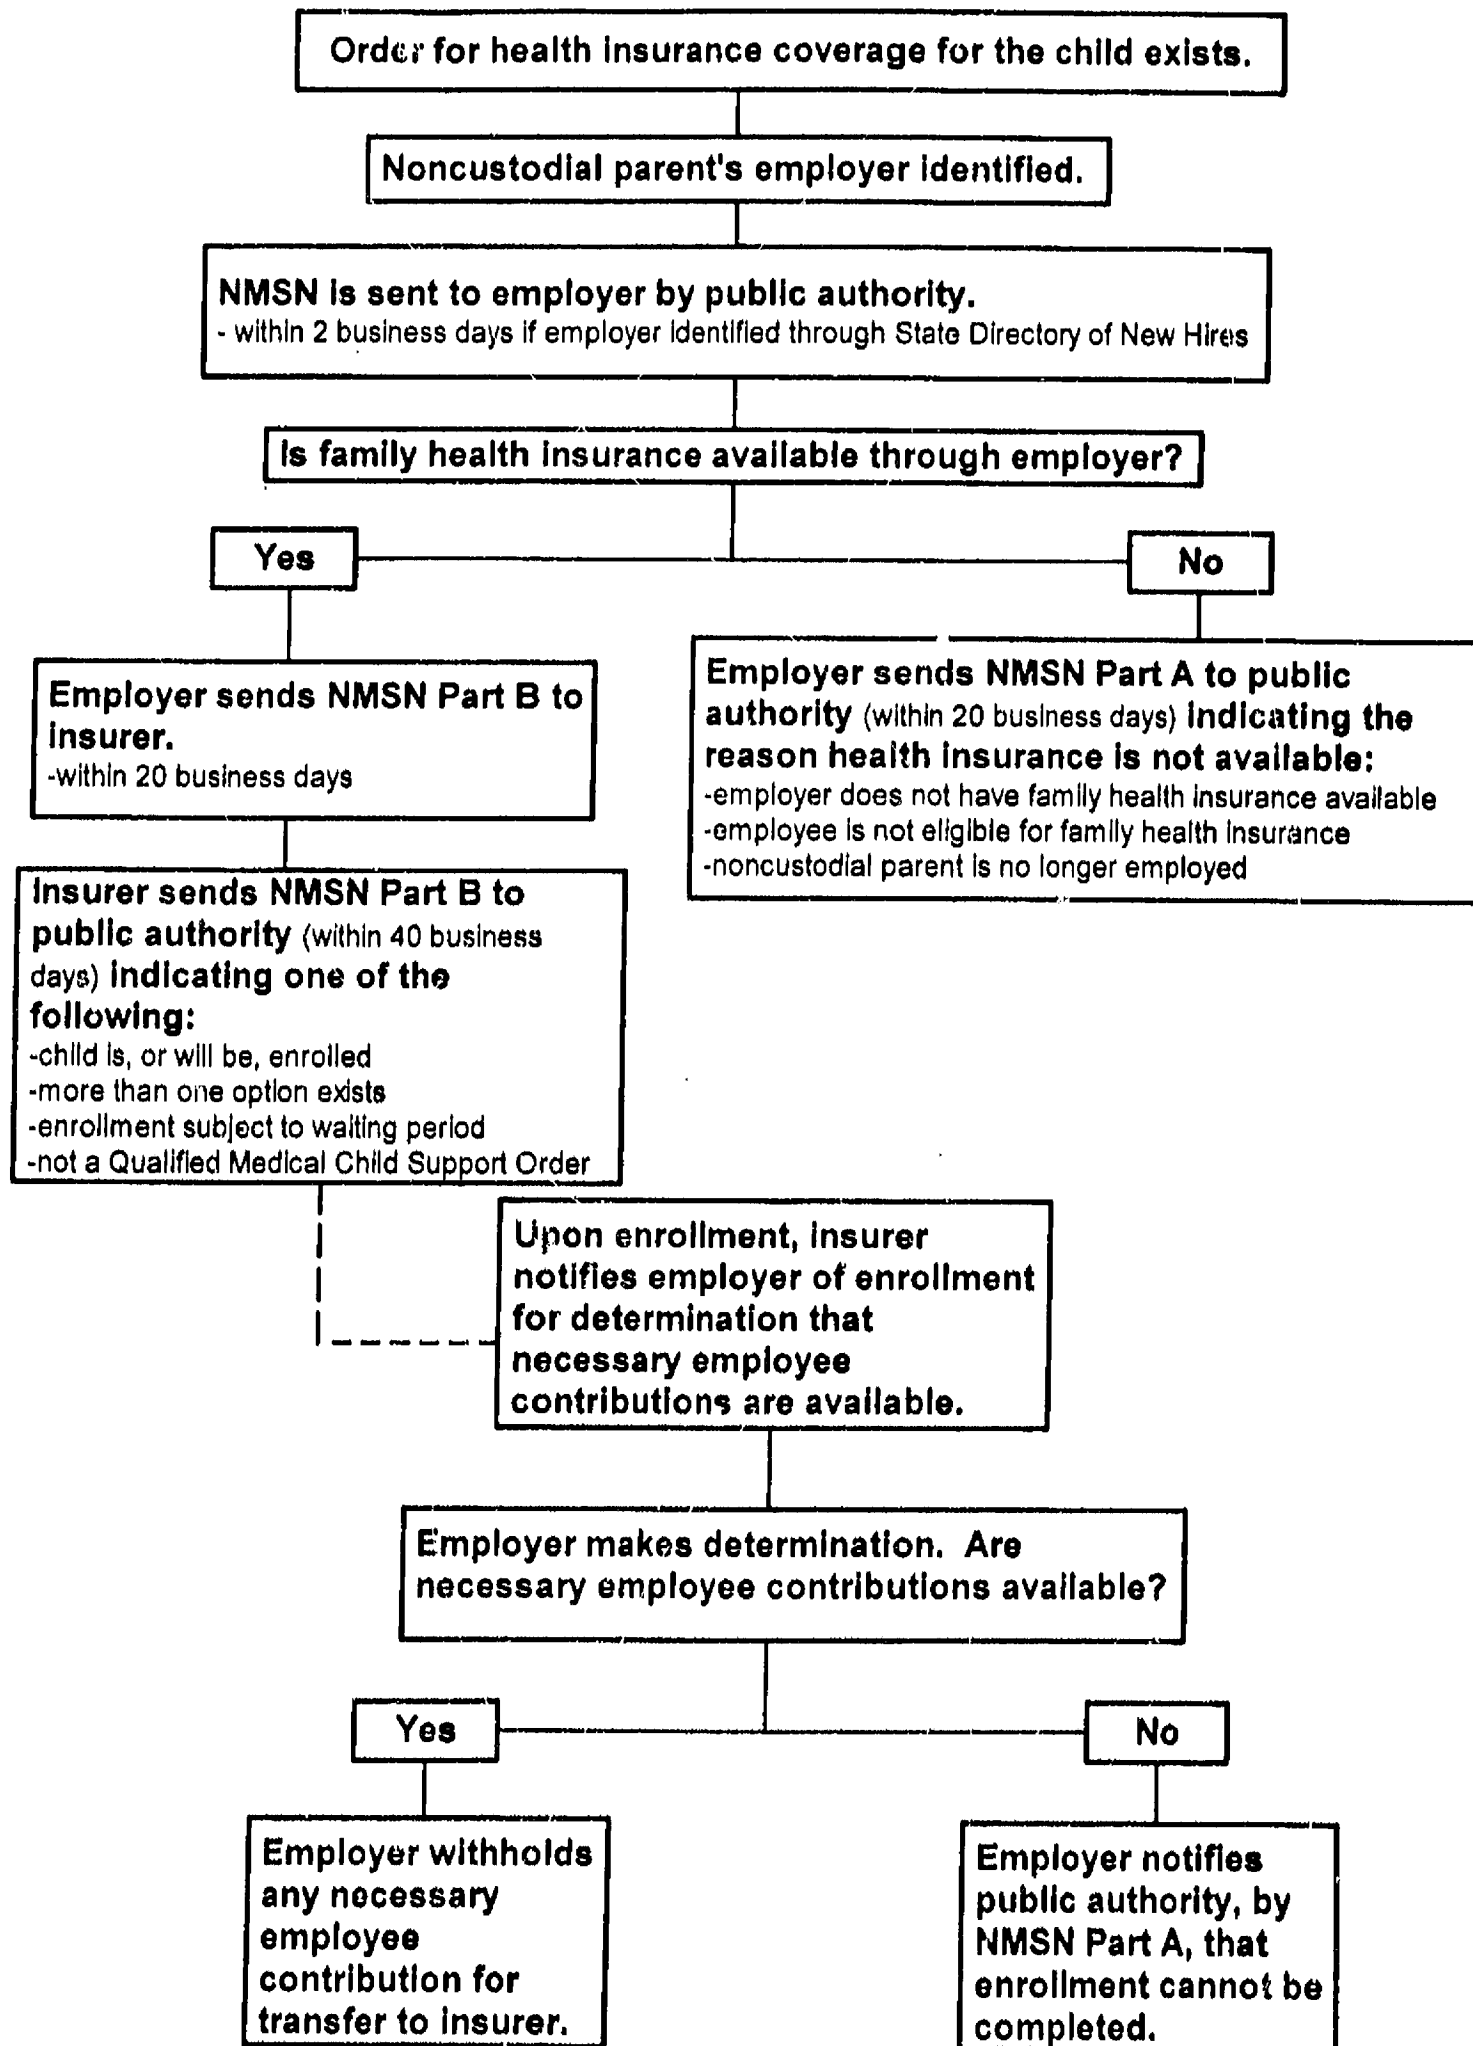 Order for health insurance coverage for the child exists.
Noncustodial parent's employer identified.
NMSN is sent to employer by public authority.
- within 2 business days if employer identified through State Directory of New Hires
Is family health insurance available through employer?
Yes
No
Employer sends NMSN Part B to
insurer.
-within 20 business days
Employer sends NMSN Part A to public
authority (within 20 business days) indicating the
reason health insurance is not available:
-employer does not have family health insurance available
-employee is not eligible for family health insurance
-noncustodial parent is no longer employed
Insurer sends NMSN Part B to
public authority (within 40 business
days) indicating one of the
following:
-child is, or will be, enrolled
-more than one option exists
-enrollment subject to waiting period
-not a Qualified Medical Child Support Order
Upon enrollment, insurer
notifies employer of enrollment
for determination that
necessary employee
contributions are available.
Employer makes determination. Are
necessary employee contributions available?
Yes
No
Employer withholds
any necessary
employee
contribution for
transfer to insurer.
Employer notifies
public authority, by
NMSN Part A, that
enrollment cannot be
completed.